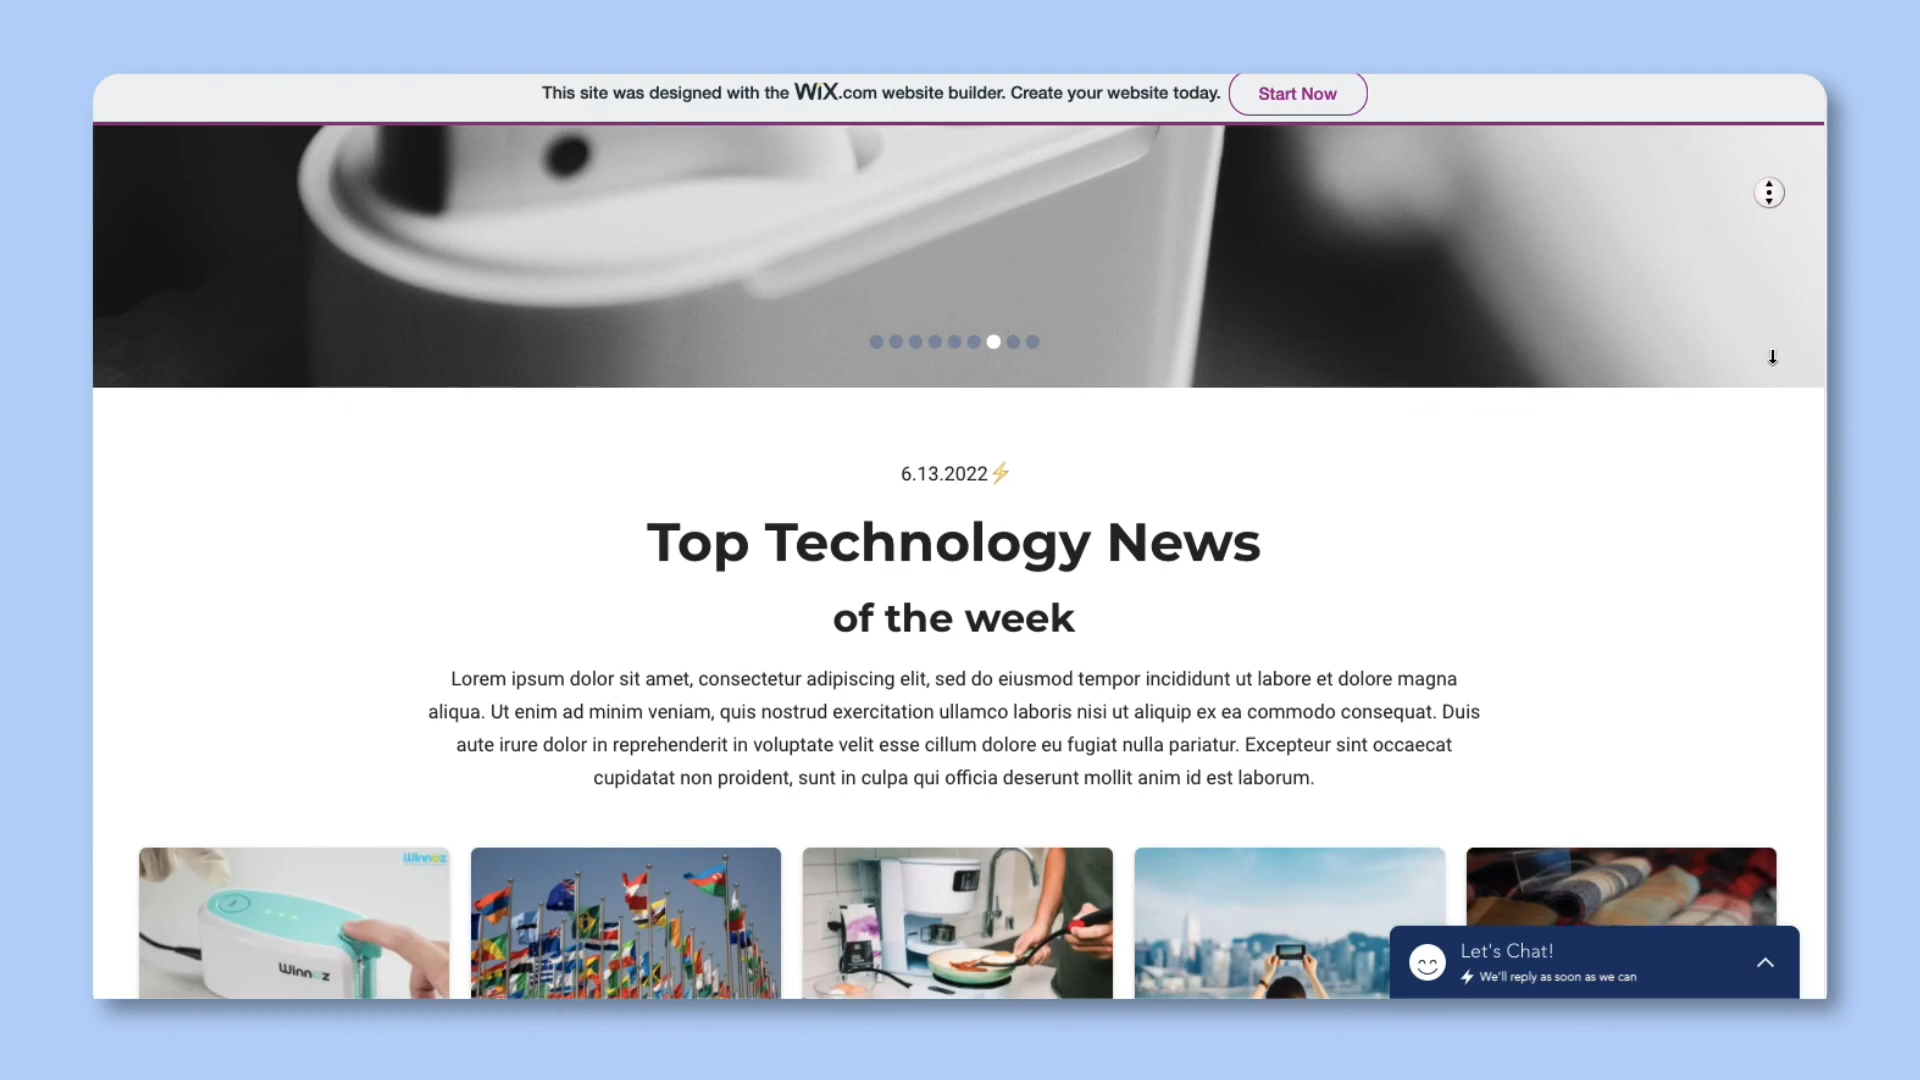 This site was designed with the WiX.com website builder. Create your website today. Start Now
6.13.2022⚡
Top Technology News
of the week
Lorem ipsum dolor sit amet, consectetur adipiscing elit, sed do eiusmod tempor incididunt ut labore et dolore magna
aliqua. Ut enim ad minim veniam, quis nostrud exercitation ullamco laboris nisi ut aliquip ex ea commodo consequat. Duis
aute irure dolor in reprehenderit in voluptate velit esse cillum dolore eu fugiat nulla pariatur. Excepteur sint occaecat
cupidatat non proident, sunt in culpa qui officia deserunt mollit anim id est laborum.
Winnoz
Winnoz
Let's Chat!
We'll reply as soon as we can